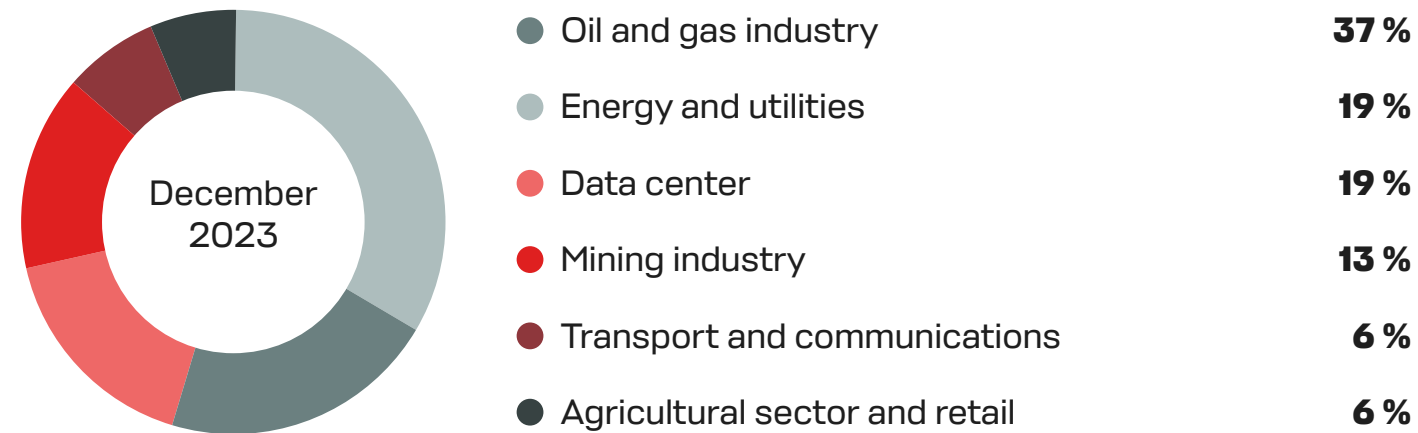 December
2023
Oil and gas industry 37 %
Energy and utilities 19 %
Data center 19 %
Mining industry 13 %
Transport and communications 6 %
Agricultural sector and retail 6 %